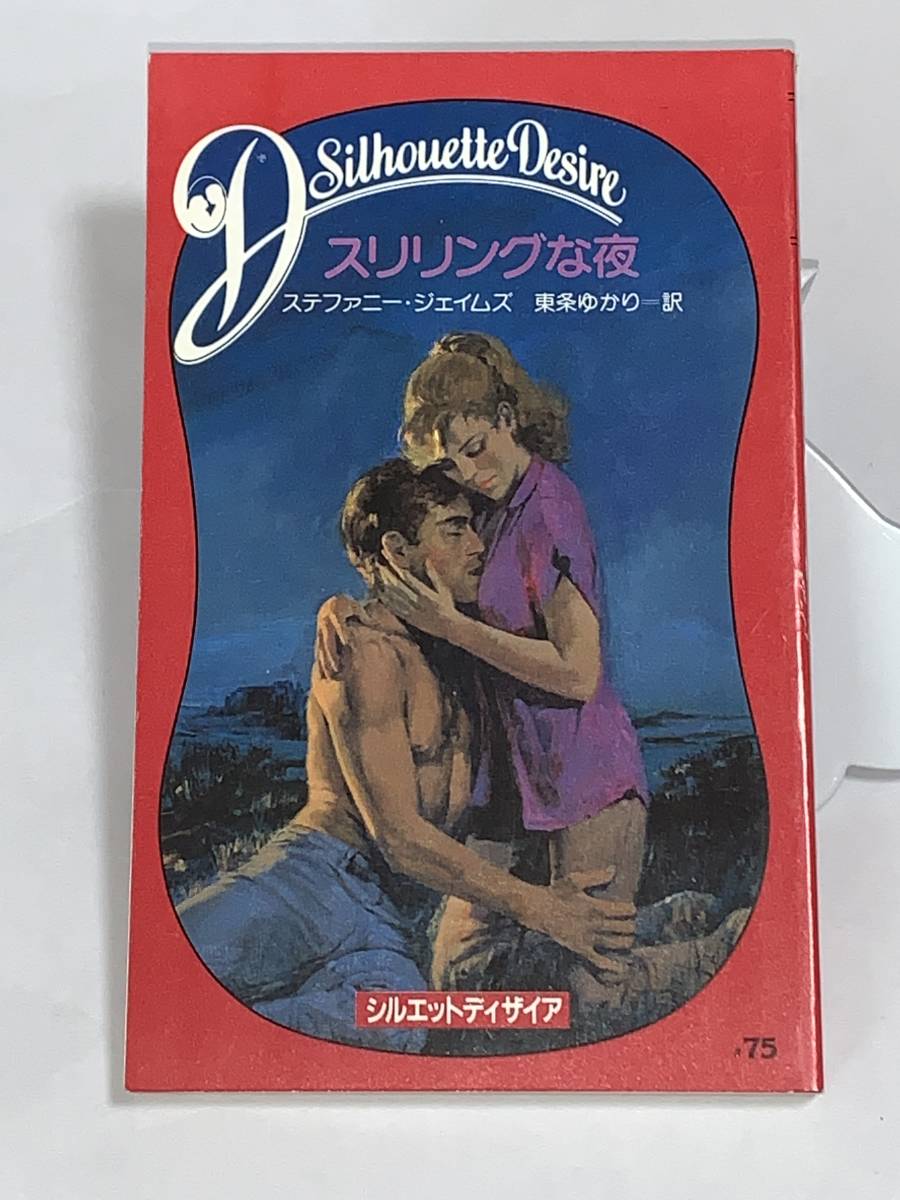 D Silhouette Desire
スリリングな夜
ステファニー・ジェイムズ 東条ゆかり＝訳
シルエットディザイア
75